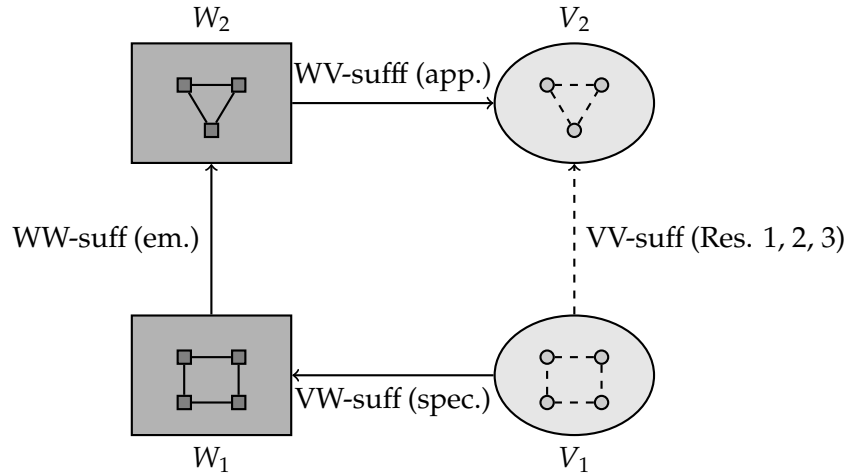 W₂
V₂
WV-sufff (app.)
WW-suff (em.)
VV-suff (Res. 1, 2, 3)
VW-suff (spec.)
W₁
V₁